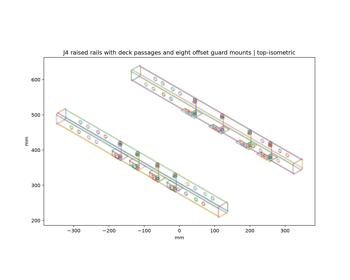 J4 raised rails with deck passages and eight offset guard mounts | top-isometric
600
500
400
300
200
mm
−300 −200 −100 0 100 200 300
mm